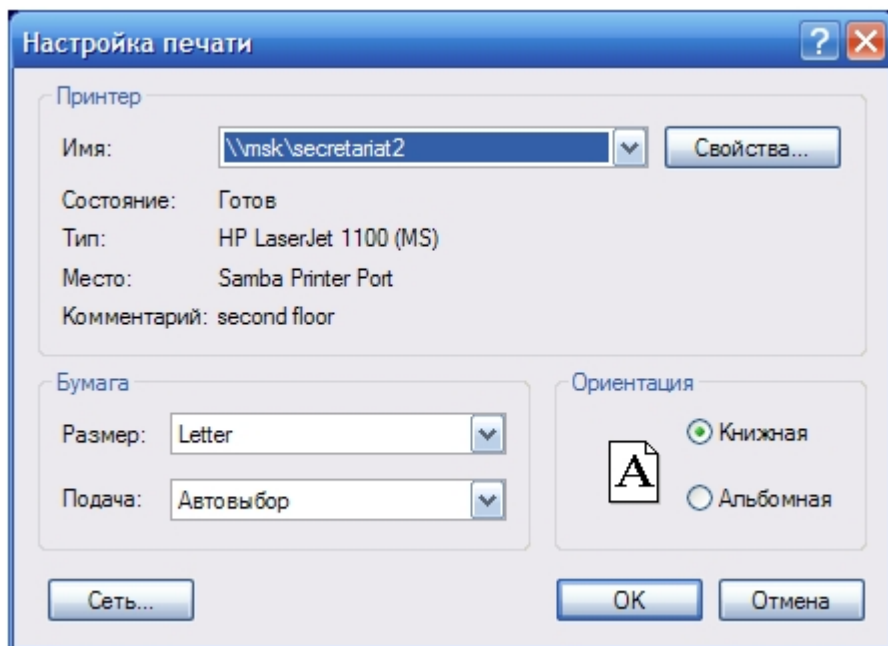 Настройка печати
Принтер
Имя: \\msk\secretariat2 Свойства...
Состояние: Готов
Тип: HP LaserJet 1100 (MS)
Место: Samba Printer Port
Комментарий: second floor
Бумага
Размер: Letter
Подача: Автовыбор
Ориентация
A
Книжная
Альбомная
Сеть... OK Отмена